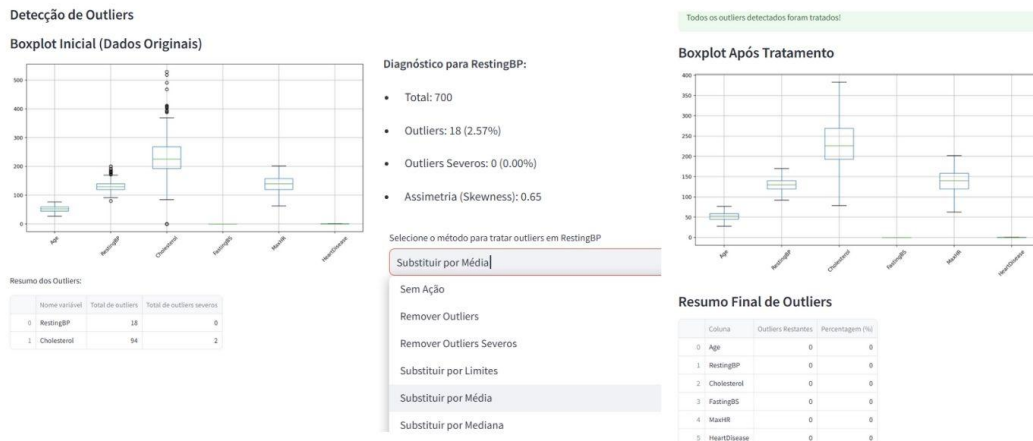 Detecção de Outliers
Boxplot Inicial (Dados Originais)
500
400
300
200
100
0
Age
RestingBP
Cholesterol
FastingBS
MaxHR
HeartDisease
Resumo dos Outliers:
Nome variável Total de outliers Total de outliers severos
0 RestingBP 18 0
1 Cholesterol 94 2
Diagnóstico para RestingBP:
• Total: 700
• Outliers: 18 (2.57%)
• Outliers Severos: 0 (0.00%)
• Assimetria (Skewness): 0.65
Selecione o método para tratar outliers em RestingBP
Substituir por Média
Sem Ação
Remover Outliers
Remover Outliers Severos
Substituir por Limites
Substituir por Média
Substituir por Mediana
Todos os outliers detectados foram tratados!
Boxplot Após Tratamento
400
350
300
250
200
150
100
50
0
Age
RestingBP
Cholesterol
FastingBS
MaxHR
HeartDisease
Resumo Final de Outliers
Coluna Outliers Restantes Percentagem (%)
0 Age 0 0
1 RestingBP 0 0
2 Cholesterol 0 0
3 FastingBS 0 0
4 MaxHR 0 0
5 HeartDisease 0 0